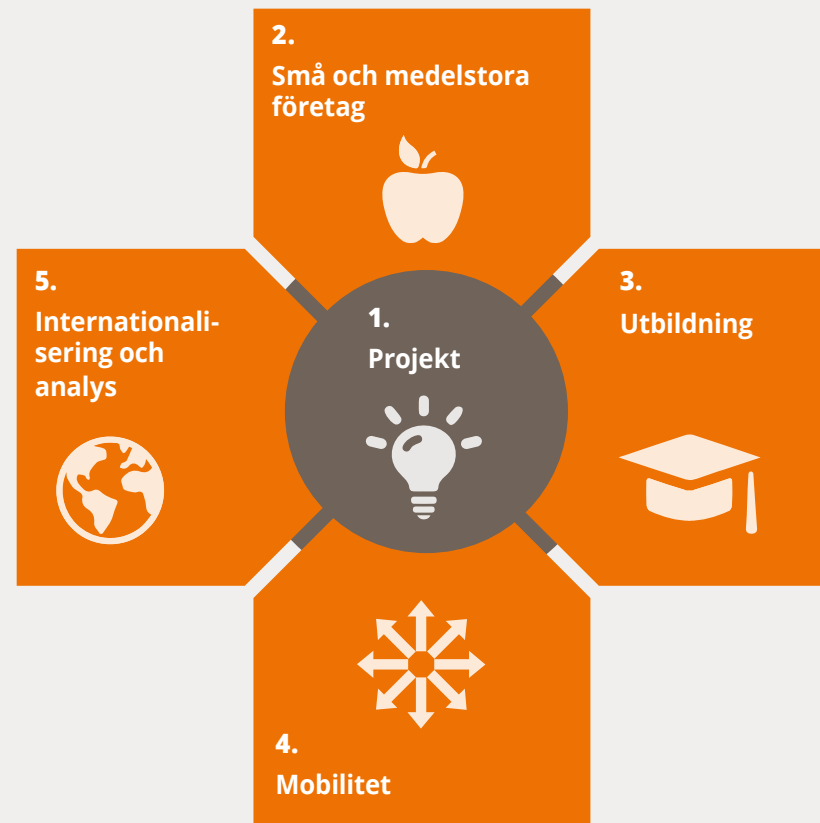 1.
Projekt
2.
Små och medelstora
företag
3.
Utbildning
4.
Mobilitet
5.
Internationali-
sering och
analys